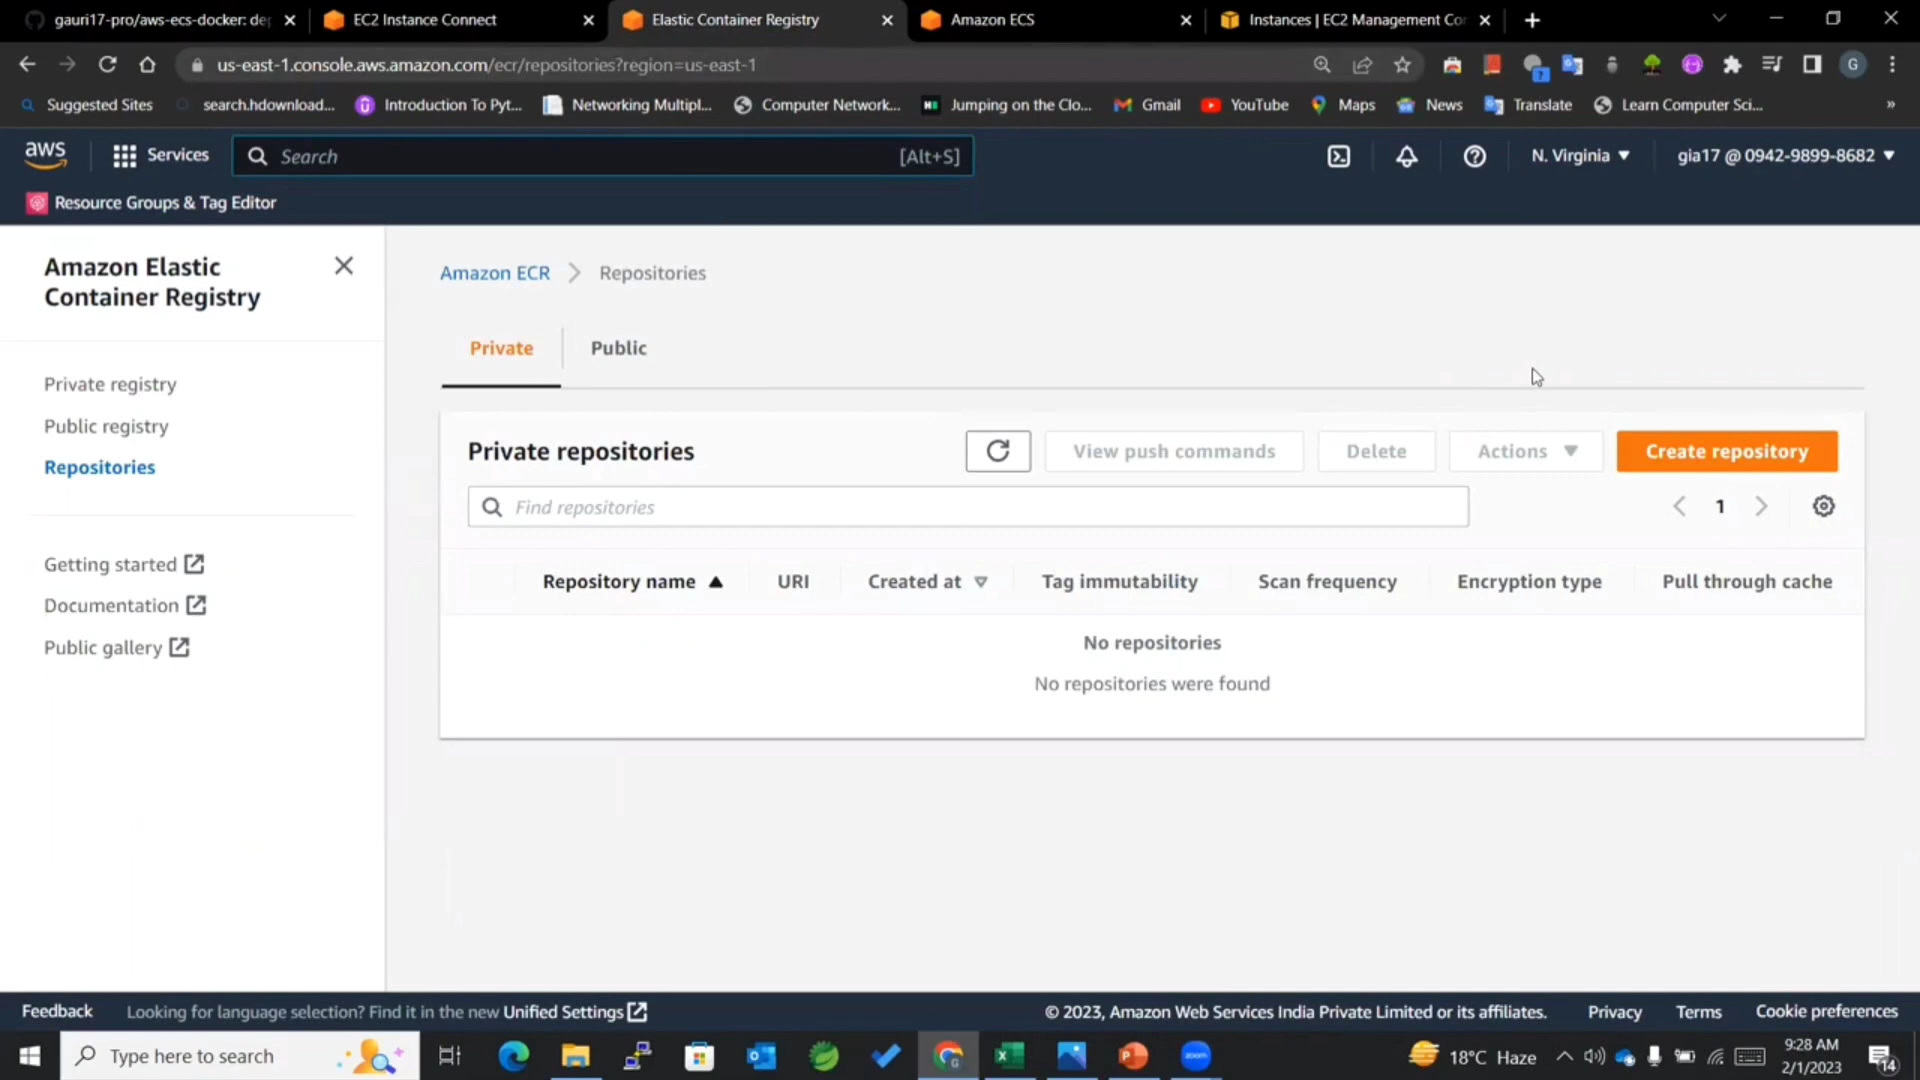 gauri17-pro/aws-ecs-docker: de
EC2 Instance Connect
Elastic Container Registry
Amazon ECS
Instances | EC2 Management Co
us-east-1.console.aws.amazon.com/ecr/repositories?region=us-east-1
G
Suggested Sites
search.hdownload...
Introduction To Pyt...
Networking Multipl...
Computer Network...
Jumping on the Clo...
Gmail
YouTube
Maps
News
Translate
Learn Computer Sci...
»
aws
Services
Search
[Alt+S]
N. Virginia
gia17 @ 0942-9899-8682
Resource Groups & Tag Editor
Amazon Elastic
Container Registry
Private registry
Public registry
Repositories
Getting started
Documentation
Public gallery
Amazon ECR
Repositories
Private
Public
Private repositories
View push commands
Delete
Actions
Create repository
Find repositories
1
Repository name
URI
Created at
Tag immutability
Scan frequency
Encryption type
Pull through cache
No repositories
No repositories were found
Feedback
Looking for language selection? Find it in the new Unified Settings
© 2023, Amazon Web Services India Private Limited or its affiliates.
Privacy
Terms
Cookie preferences
Type here to search
zoom
18°C Haze
9:28 AM
2/1/2023
14